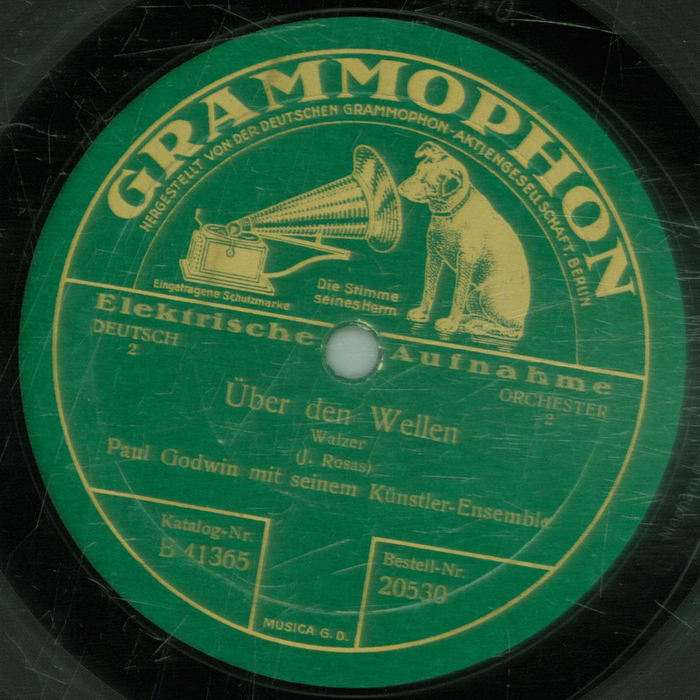 GRAMMOPHON
HERGESTELLT VON DER DEUTSCHEN GRAMMOPHON-AKTIENGESELLSCHAFT, BERLIN
Eingetragene Schutzmarke
Die Stimme
seines Herrn
Elektrische Aufnahme
DEUTSCH
2
ORCHESTER
2
Über den Wellen
Walzer
(J. Rosas)
Paul Godwin mit seinem Künstler-Ensemble
Katalog-Nr.
B 41365
Bestell-Nr.
20530
MUSICA G. D.